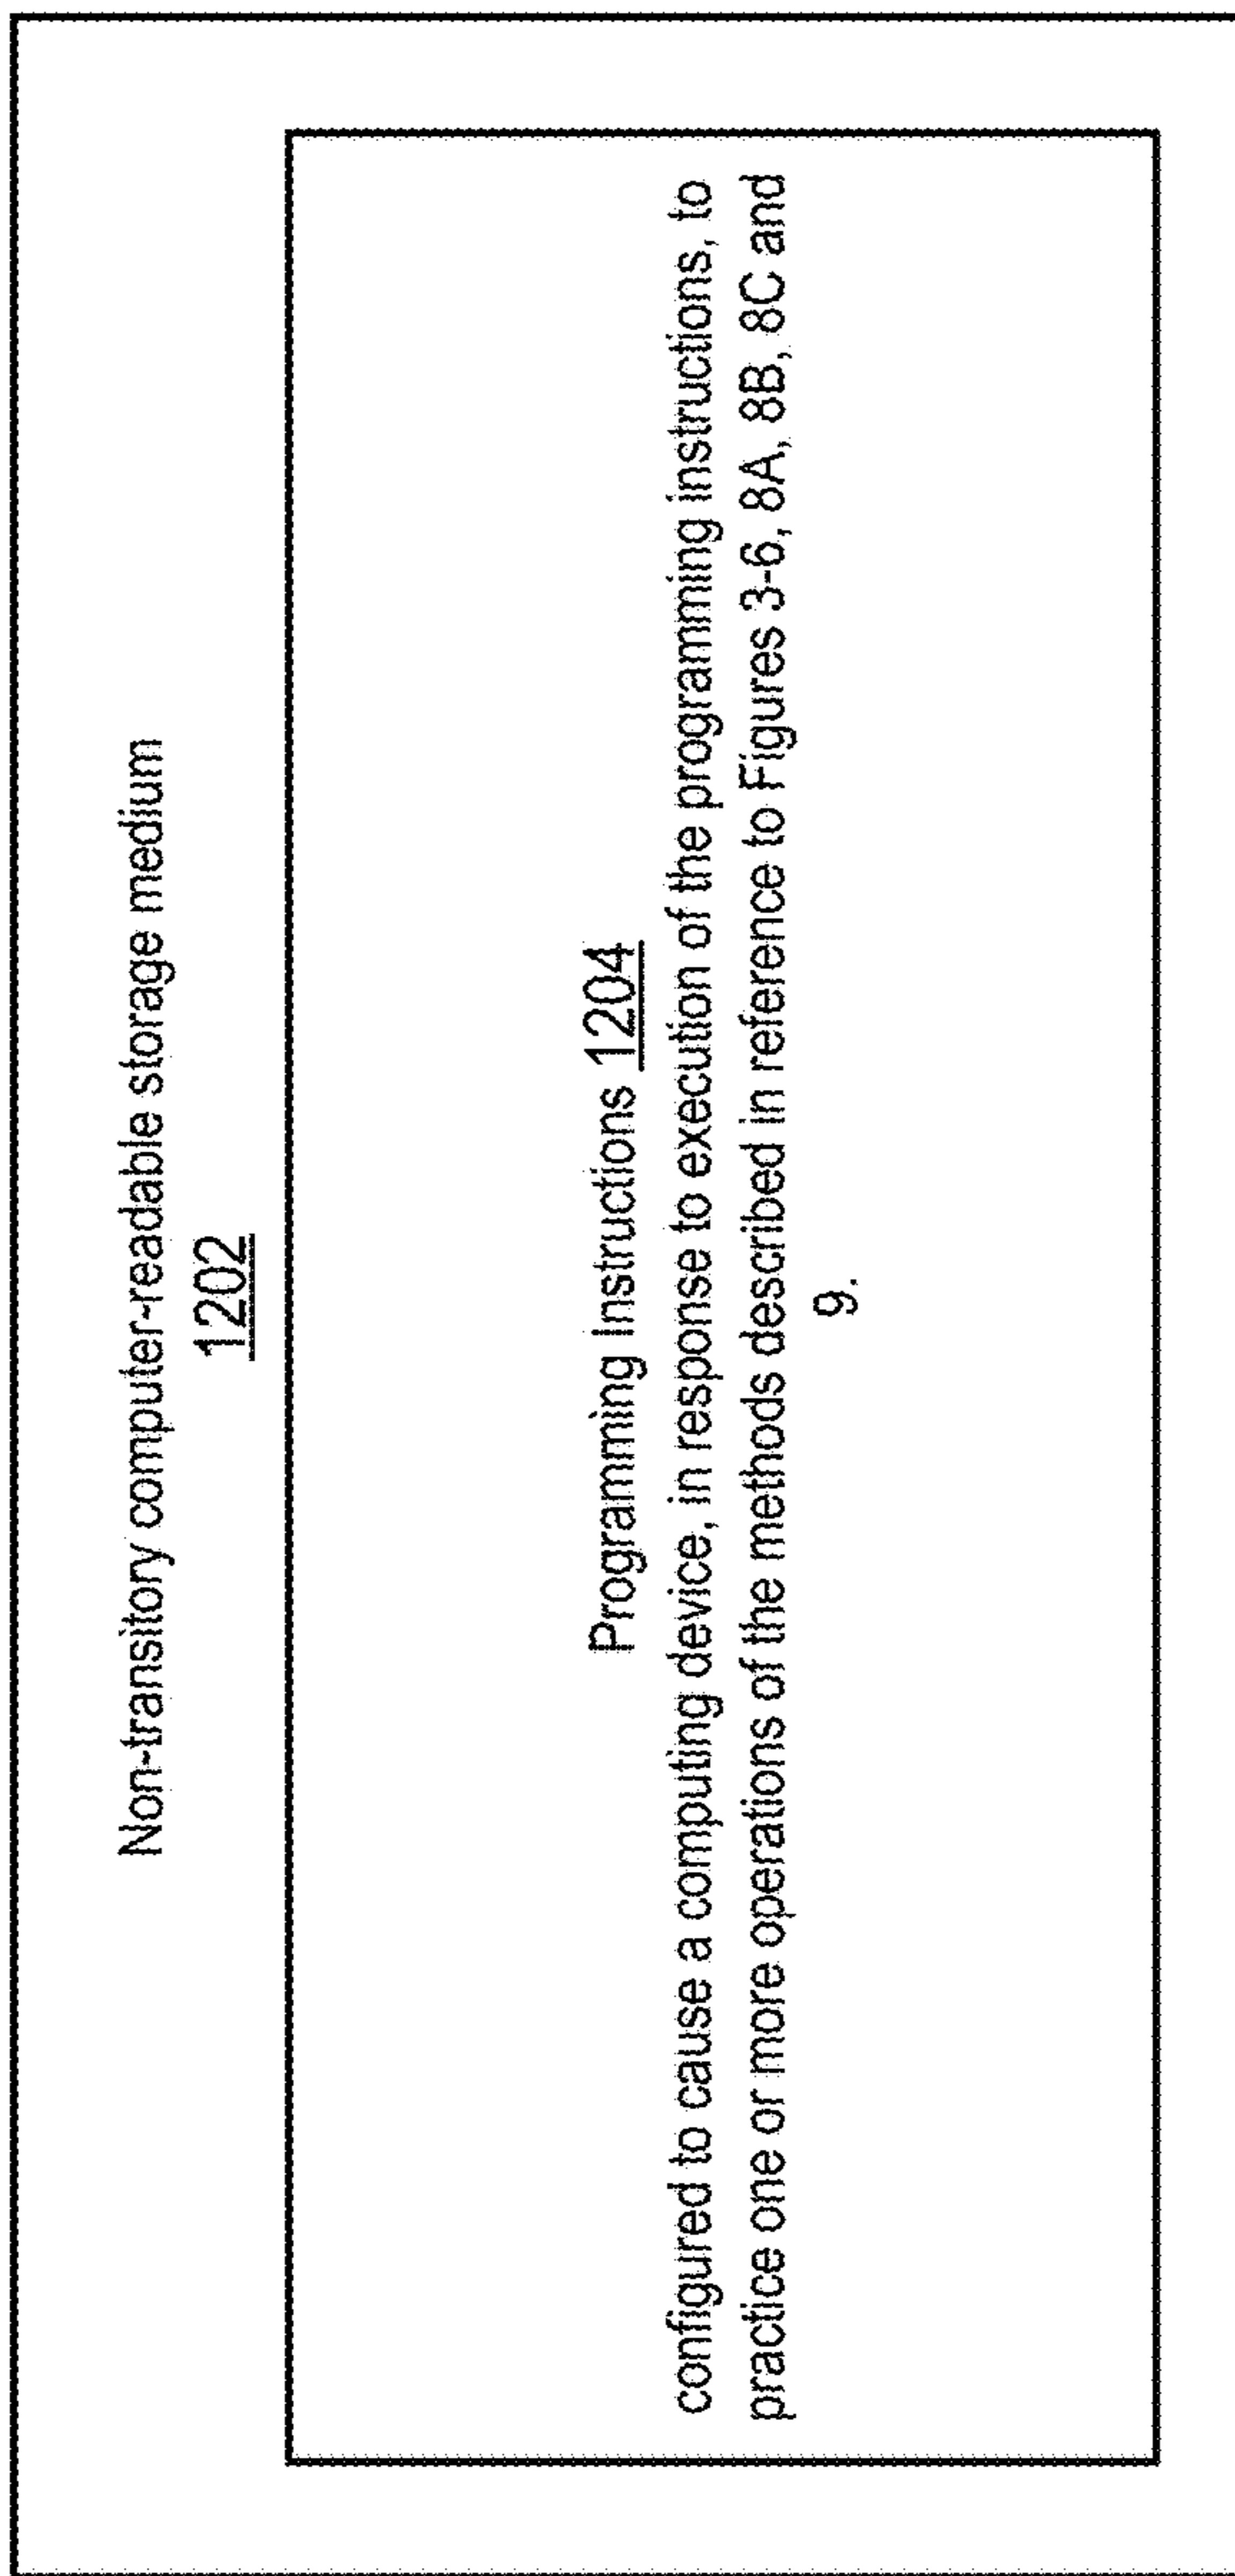 Non-transitory computer-readable storage medium
1202
Programming Instructions 1204
configured to cause a computing device, in response to execution of the programming instructions, to
practice one or more operations of the methods described in reference to Figures 3-6, 8A, 8B, 8C and
9.